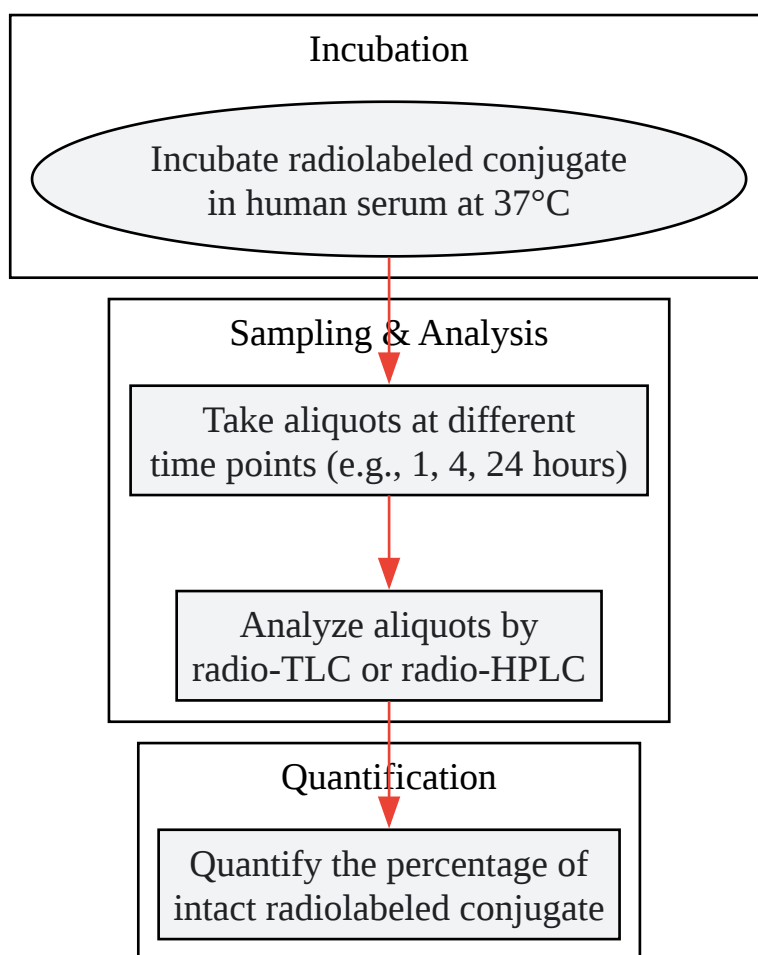 Incubation
Incubate radiolabeled conjugate
in human serum at 37°C
Sampling & Analysis
Take aliquots at different
time points (e.g., 1, 4, 24 hours)
Analyze aliquots by
radio-TLC or radio-HPLC
Quantification
Quantify the percentage of
intact radiolabeled conjugate